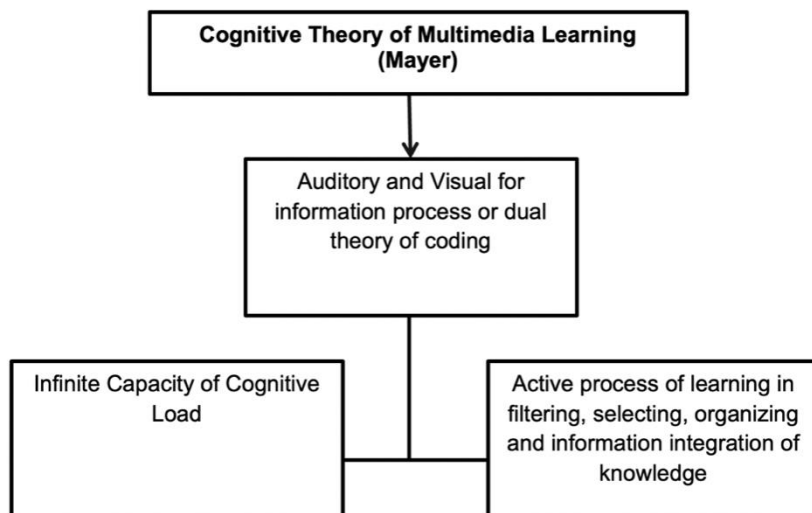 Cognitive Theory of Multimedia Learning
(Mayer)
Auditory and Visual for
information process or dual
theory of coding
Infinite Capacity of Cognitive
Load
Active process of learning in
filtering, selecting, organizing
and information integration of
knowledge